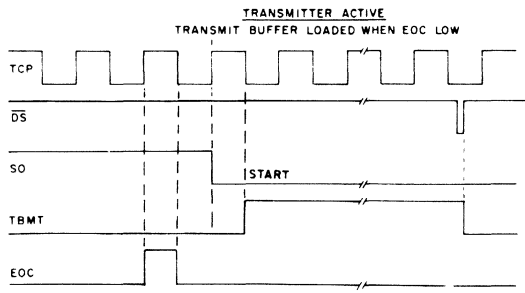 TRANSMITTER ACTIVE
TRANSMIT BUFFER LOADED WHEN EOC LOW
TCP
DS
SO
START
TBMT
EOC